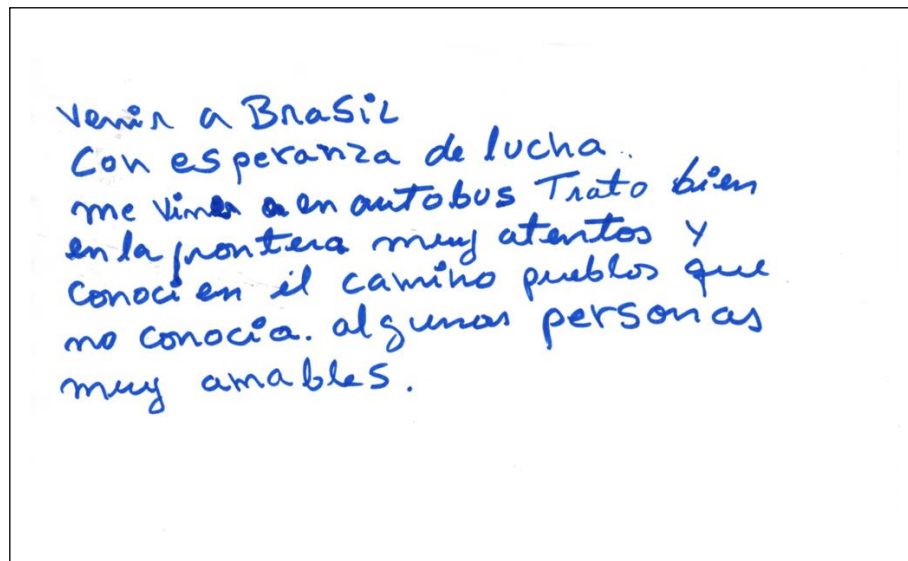 Venir a BraSiL
Con esperanza de lucha.
me vine en autobus Trato bien
en la frontera muy atentos y
conoci en el camino pueblos que
no conocía. algunas personas
muy amables.